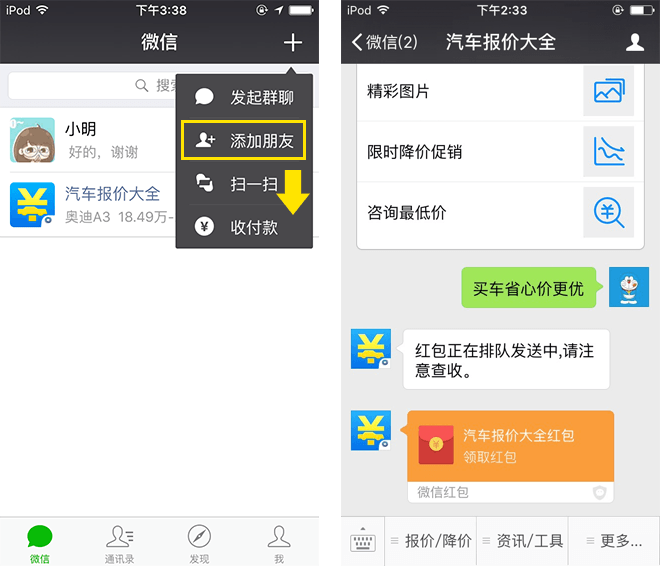 iPod 下午3:38
微信
搜索
发起群聊
添加朋友
扫一扫
收付款
小明
好的，谢谢
汽车报价大全
奥迪A3 18.49万-
微信
通讯录
发现
我
iPod 下午2:33
微信(2) 汽车报价大全
精彩图片
限时降价促销
咨询最低价
买车省心价更优
红包正在排队发送中,请注
意查收。
汽车报价大全红包
领取红包
微信红包
报价/降价 资讯/工具 更多...